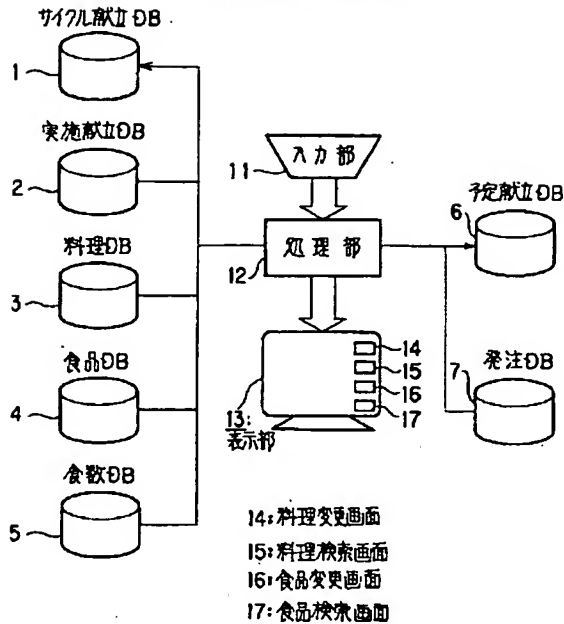 サイクル献立DB
1
実施献立DB
2
料理DB
3
食品DB
4
食数DB
5
入力部
11
処理部
12
14
15
16
17
13:
表示部
予定献立DB
6
発注DB
7
14:料理変更画面
15:料理検索画面
16:食品変更画面
17:食品検索画面